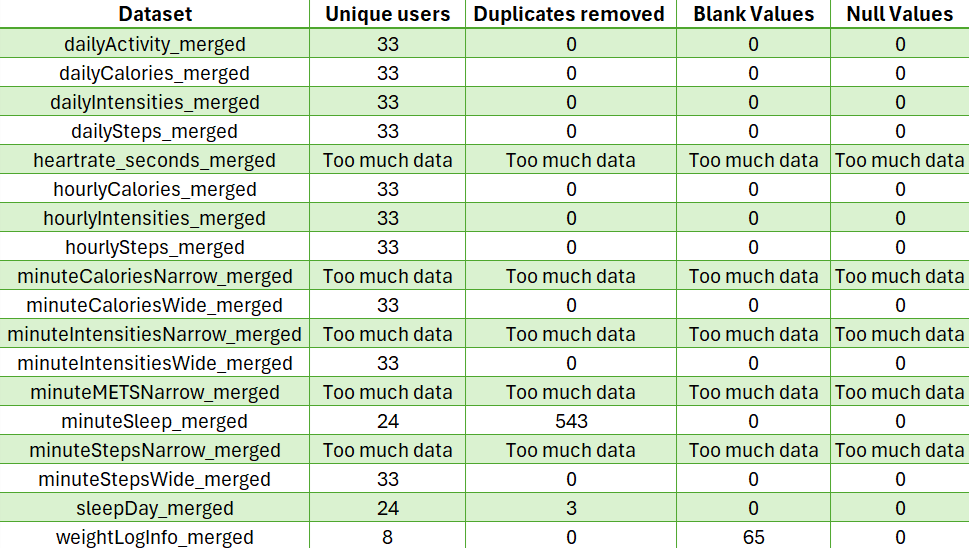 Dataset Unique users Duplicates removed Blank Values Null Values
dailyActivity_merged 33 0 0 0
dailyCalories_merged 33 0 0 0
dailyIntensities_merged 33 0 0 0
dailySteps_merged 33 0 0 0
heartrate_seconds_merged Too much data Too much data Too much data Too much data
hourlyCalories_merged 33 0 0 0
hourlyIntensities_merged 33 0 0 0
hourlySteps_merged 33 0 0 0
minuteCaloriesNarrow_merged Too much data Too much data Too much data Too much data
minuteCaloriesWide_merged 33 0 0 0
minuteIntensitiesNarrow_merged Too much data Too much data Too much data Too much data
minuteIntensitiesWide_merged 33 0 0 0
minuteMETSNarrow_merged Too much data Too much data Too much data Too much data
minuteSleep_merged 24 543 0 0
minuteStepsNarrow_merged Too much data Too much data Too much data Too much data
minuteStepsWide_merged 33 0 0 0
sleepDay_merged 24 3 0 0
weightLogInfo_merged 8 0 65 0